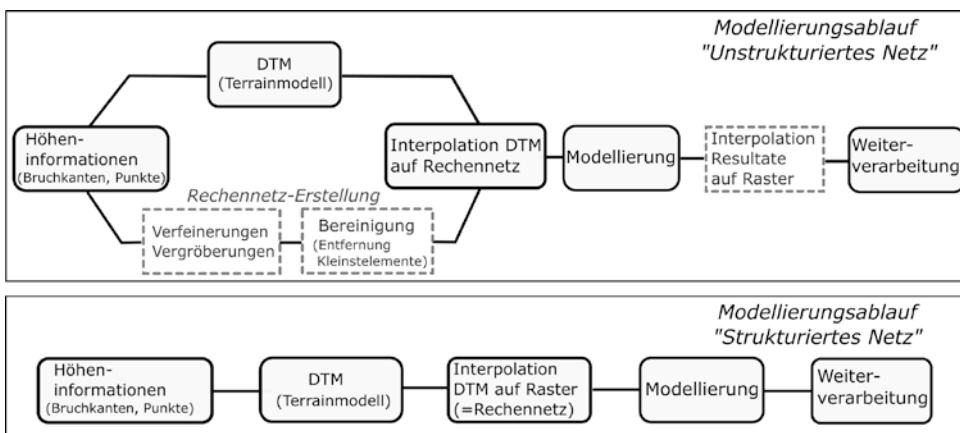 Modellierungsablauf
"Unstrukturiertes Netz"
DTM
(Terrainmodell)
Höhen-
informationen
(Bruchkanten, Punkte)
Interpolation DTM
auf Rechennetz
Modellierung
Interpolation
Resultate
auf Raster
Weiter-
verarbeitung
Rechennetz-Erstellung
Verfeinerungen
Vergröberungen
Bereinigung
(Entfernung
Kleinstelemente)
Modellierungsablauf
"Strukturiertes Netz"
Höhen-
informationen
(Bruchkanten, Punkte)
DTM
(Terrainmodell)
Interpolation
DTM auf Raster
(=Rechennetz)
Modellierung
Weiter-
verarbeitung